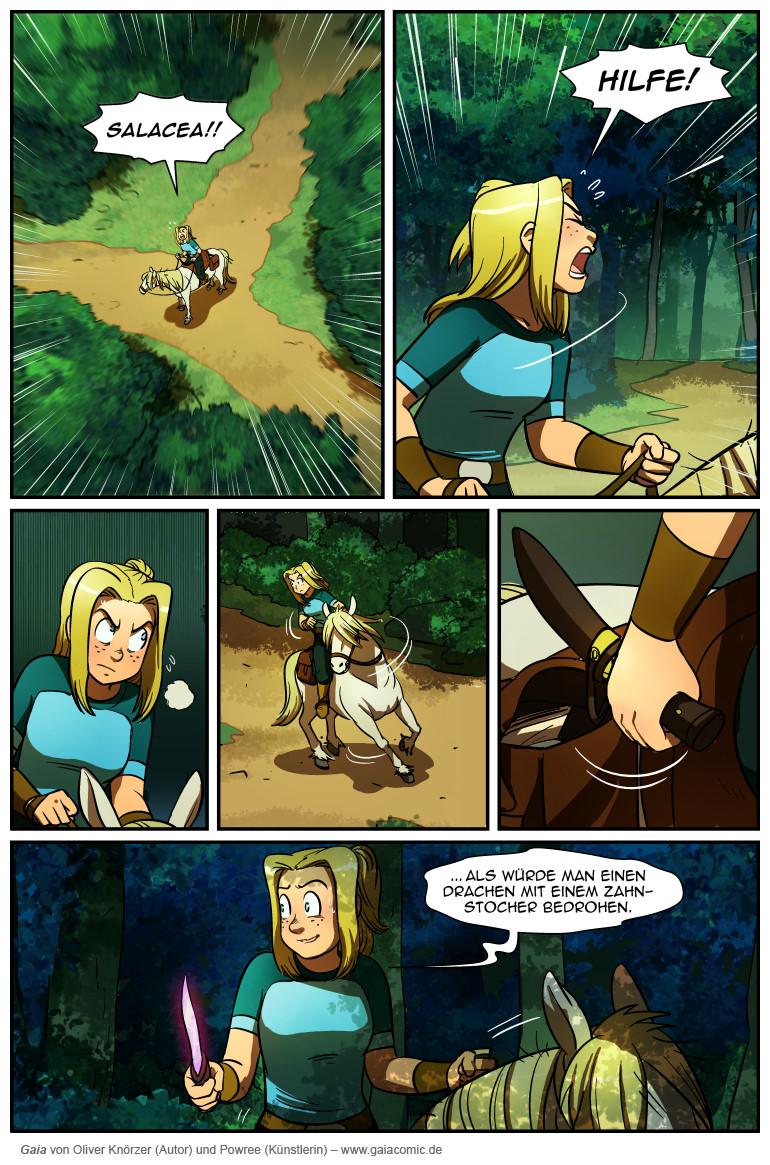 SALACEA!!
HILFE!
...ALS WÜRDE MAN EINEN
DRACHEN MIT EINEM ZAHN-
STOCHER BEDROHEN.
Gaia von Oliver Knörzer (Autor) und Powree (Künstlerin) – www.gaiacomic.de